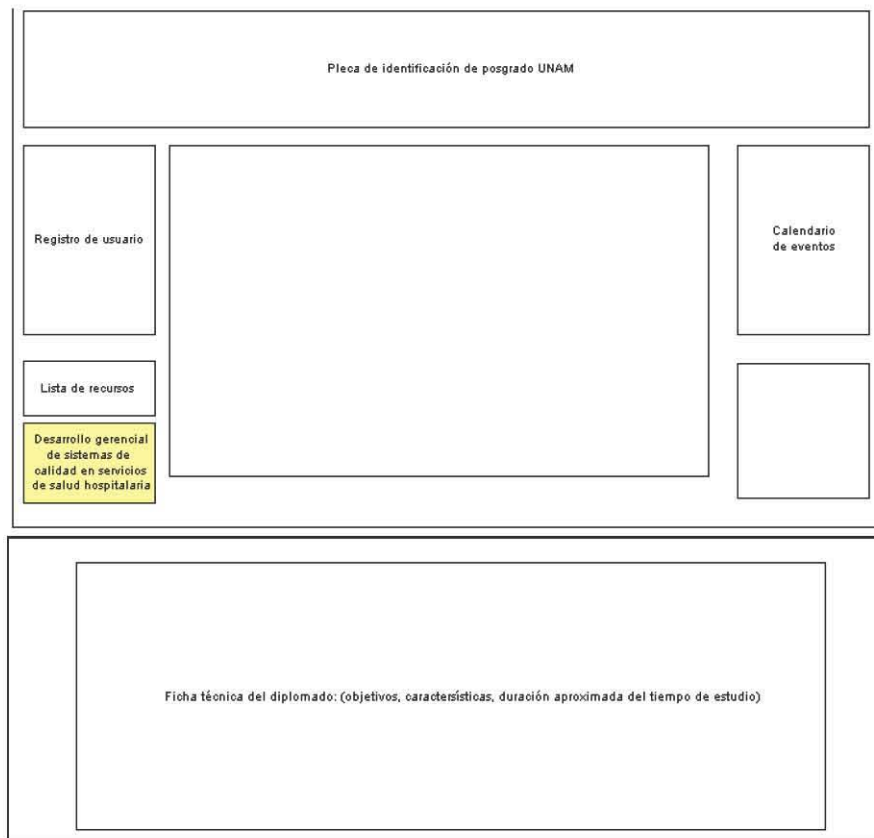 Pleca de identificación de posgrado UNAM
Registro de usuario
Calendario
de eventos
Lista de recursos
Desarrollo gerencial
de sistemas de
calidad en servicios
de salud hospitalaria
Ficha técnica del diplomado: (objetivos, caractersísticas, duración aproximada del tiempo de estudio)